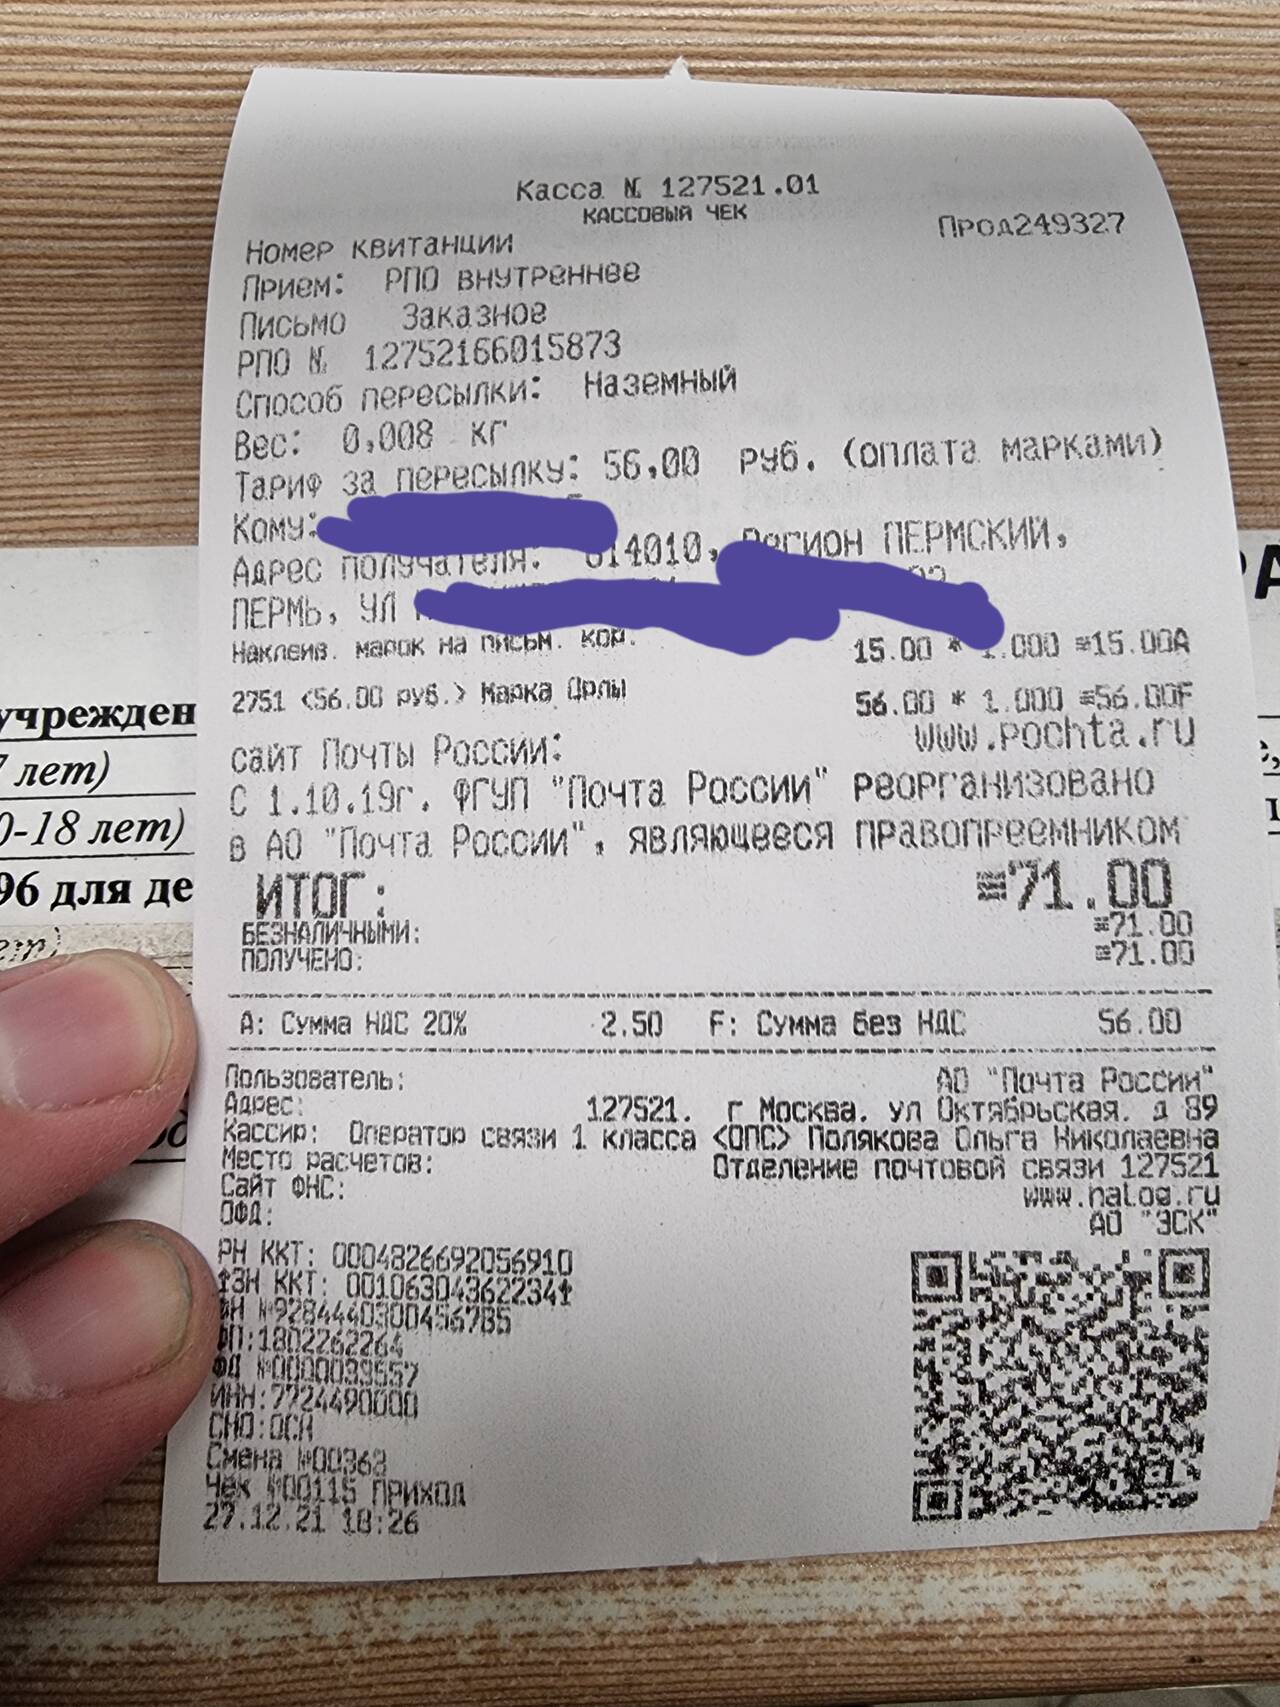 Касса № 127521.01
КАССОВЫЙ ЧЕК
Прод249327
Номер квитанции
Прием: РПО внутреннее
Письмо Заказное
РПО № 12752166015873
Способ пересылки: Наземный
Вес: 0,008 кг
Тариф за пересылку: 56,00 руб. (оплата марками)
Кому:
Адрес получателя: 614010, Регион ПЕРМСКИЙ,
ПЕРМЬ, УЛ
Наклеив. марок на письм. кор. 15.00 * 1.000 ≡15.00А
2751 <56.00 руб.> Марка Орлы 56.00 * 1.000 ≡56.00F
сайт Почты России: www.pochta.ru
С 1.10.19г. ФГУП "Почта России" реорганизовано
в АО "Почта России", являющееся правопреемником
ИТОГ: ≡71.00
БЕЗНАЛИЧНЫМИ: ≡71.00
ПОЛУЧЕНО: ≡71.00
А: Сумма НДС 20% 2.50 F: Сумма без НДС 56.00
Пользователь: АО "Почта России"
Адрес: 127521. г Москва. ул Октябрьская. д 89
Кассир: Оператор связи 1 класса <ОПС> Полякова Ольга Николаевна
Место расчетов: Отделение почтовой связи 127521
Сайт ФНС: www.nalog.ru
ОФД: АО "ЭСК"
РН ККТ: 0004826692056910
↑ЗН ККТ: 00106304362234↑
ФН №9284440300456785
ФП:1802262264
ФД №0000039557
ИНН:7724490000
СНО:ОСН
Смена №00363
Чек №00115 ПРИХОД
27.12.21 18:26
учрежден
7 лет)
0-18 лет)
96 для де